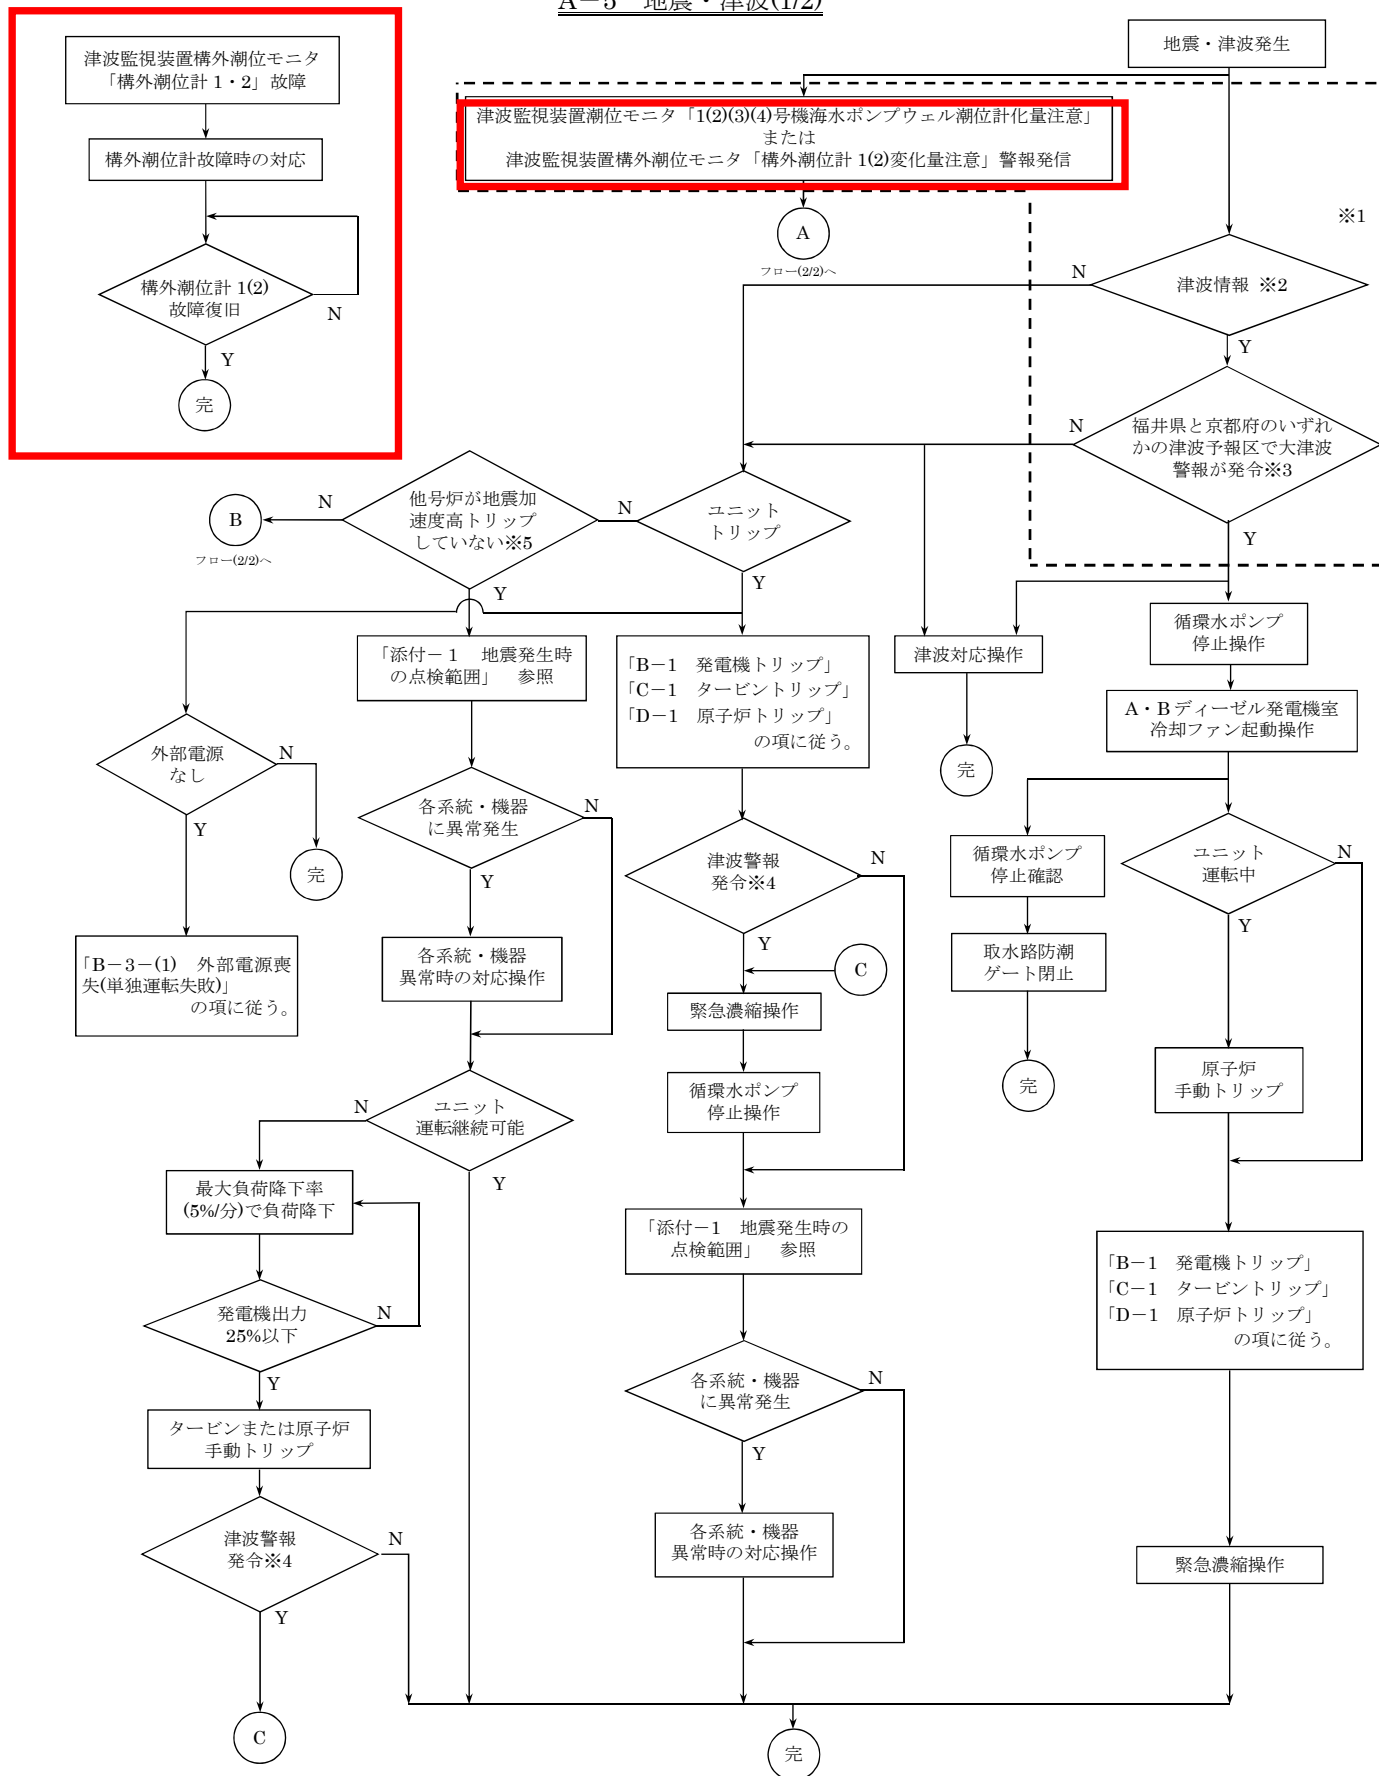 A－5　地震・津波(1/2)
津波監視装置構外潮位モニタ
「構外潮位計 1・2」故障
構外潮位計故障時の対応
構外潮位計 1(2)
故障復旧
N
Y
完
地震・津波発生
津波監視装置潮位モニタ「1(2)(3)(4)号機海水ポンプウェル潮位計化量注意」
または
津波監視装置構外潮位モニタ「構外潮位計 1(2)変化量注意」警報発信
A
フロー(2/2)へ
※1
津波情報 ※2
N
Y
福井県と京都府のいずれ
かの津波予報区で大津波
警報が発令※3
N
Y
ユニット
トリップ
N
Y
他号炉が地震加
速度高トリップ
していない※5
N
Y
B
フロー(2/2)へ
外部電源
なし
N
Y
完
「B－3－(1)　外部電源喪
失(単独運転失敗)」
の項に従う。
「添付－1　地震発生時
の点検範囲」　参照
各系統・機器
に異常発生
N
Y
各系統・機器
異常時の対応操作
ユニット
運転継続可能
N
Y
最大負荷降下率
(5%/分)で負荷降下
発電機出力
25%以下
N
Y
タービンまたは原子炉
手動トリップ
津波警報
発令※4
N
Y
C
「B－1　発電機トリップ」
「C－1　タービントリップ」
「D－1　原子炉トリップ」
の項に従う。
津波警報
発令※4
N
Y
C
緊急濃縮操作
循環水ポンプ
停止操作
「添付－1　地震発生時の
点検範囲」　参照
各系統・機器
に異常発生
N
Y
各系統・機器
異常時の対応操作
完
津波対応操作
完
循環水ポンプ
停止操作
A・B ディーゼル発電機室
冷却ファン起動操作
循環水ポンプ
停止確認
取水路防潮
ゲート閉止
完
ユニット
運転中
N
Y
原子炉
手動トリップ
「B－1　発電機トリップ」
「C－1　タービントリップ」
「D－1　原子炉トリップ」
の項に従う。
緊急濃縮操作